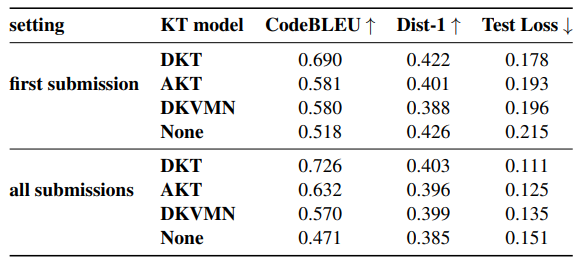 setting KT model CodeBLEU ↑ Dist-1 ↑ Test Loss ↓
DKT 0.690 0.422 0.178
first submission AKT 0.581 0.401 0.193
DKVMN 0.580 0.388 0.196
None 0.518 0.426 0.215
DKT 0.726 0.403 0.111
all submissions AKT 0.632 0.396 0.125
DKVMN 0.570 0.399 0.135
None 0.471 0.385 0.151